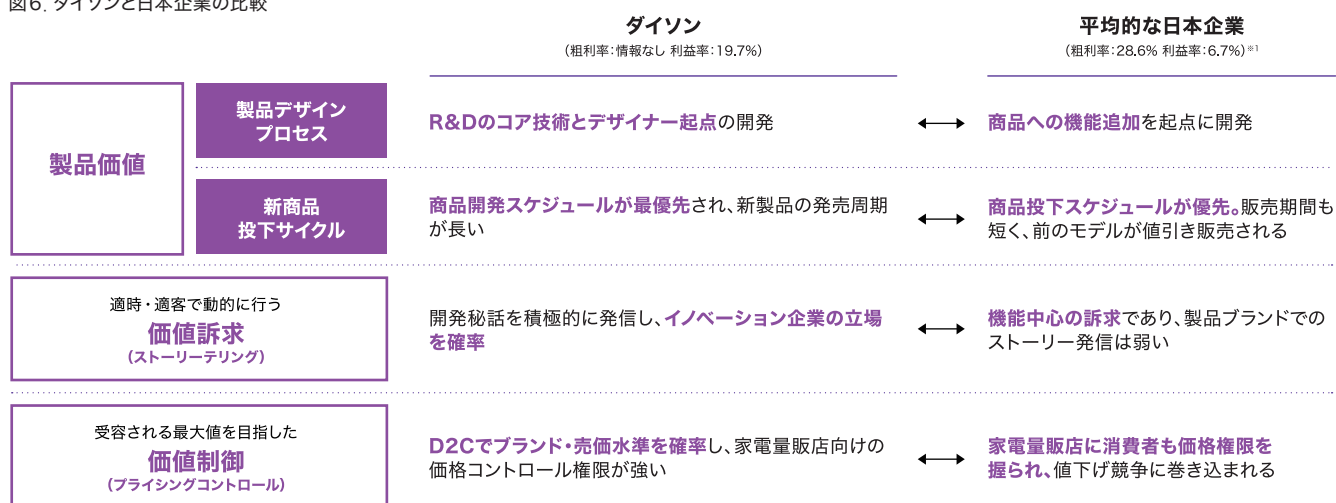 図6. ダイソンと日本企業の比較
ダイソン
(粗利率:情報なし 利益率:19.7%)
平均的な日本企業
(粗利率:28.6% 利益率:6.7%)※1
製品価値
製品デザイン
プロセス
R&Dのコア技術とデザイナー起点の開発
商品への機能追加を起点に開発
新商品
投下サイクル
商品開発スケジュールが最優先され、新製品の発売周期
が長い
商品投下スケジュールが優先。販売期間も
短く、前のモデルが値引き販売される
適時・適客で動的に行う
価値訴求
(ストーリーテリング)
開発秘話を積極的に発信し、イノベーション企業の立場
を確率
機能中心の訴求であり、製品ブランドでの
ストーリー発信は弱い
受容される最大値を目指した
価値制御
(プライシングコントロール)
D2Cでブランド・売価水準を確率し、家電量販店向けの
価格コントロール権限が強い
家電量販店に消費者も価格権限を
握られ、値下げ競争に巻き込まれる